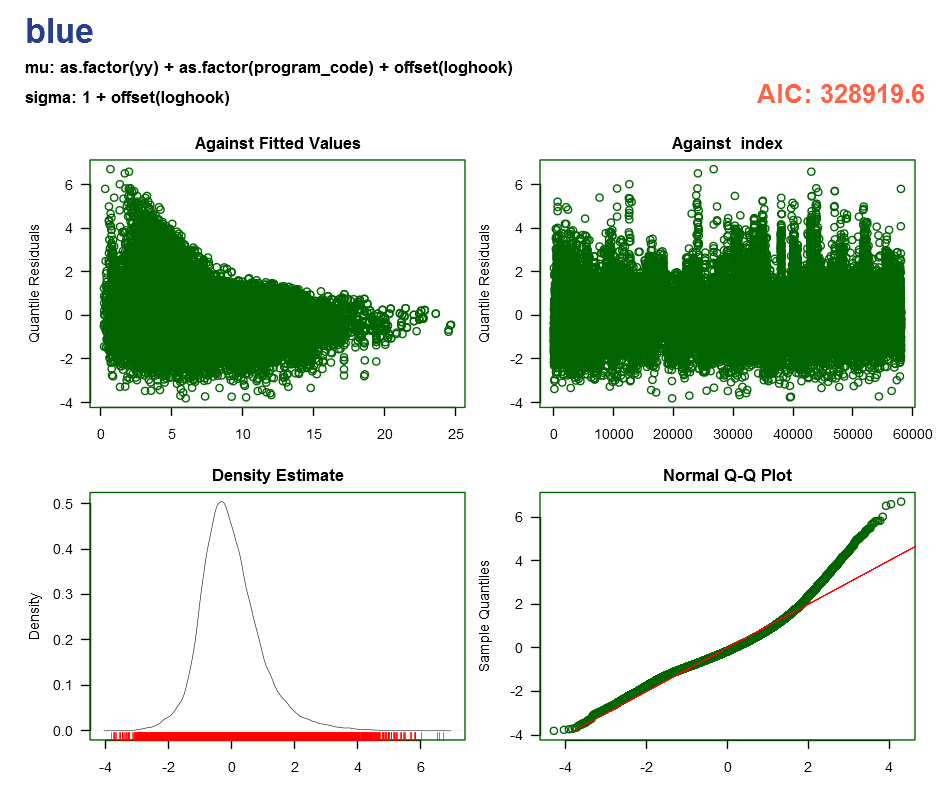 blue
mu: as.factor(yy) + as.factor(program_code) + offset(loghook)
sigma: 1 + offset(loghook)
AIC: 328919.6
Against Fitted Values
Quantile Residuals
6
4
2
0
-2
-4
0 5 10 15 20 25
Against  index
Quantile Residuals
6
4
2
0
-2
-4
0 10000 20000 30000 40000 50000 60000
Density Estimate
Density
0.5
0.4
0.3
0.2
0.1
0.0
-4 -2 0 2 4 6
Normal Q-Q Plot
Sample Quantiles
6
4
2
0
-2
-4
-4 -2 0 2 4